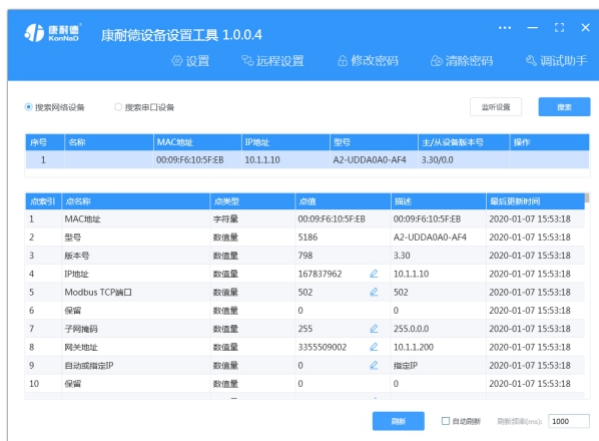 康耐德
KonNaD
康耐德设备设置工具 1.0.0.4
设置 远程设置 修改密码 清除密码 调试助手
搜索网络设备 搜索串口设备 监听设置 搜索
序号 名称 MAC地址 IP地址 型号 主/从设备版本号 操作
1 00:09:F6:10:5F:EB 10.1.1.10 A2-UDDA0A0-AF4 3.30/0.0
点索引 点名称 点类型 点值 描述 最后更新时间
1 MAC地址 字符量 00:09:F6:10:5F:EB 00:09:F6:10:5F:EB 2020-01-07 15:53:18
2 型号 数值量 5186 A2-UDDA0A0-AF4 2020-01-07 15:53:18
3 版本号 数值量 798 3.30 2020-01-07 15:53:18
4 IP地址 数值量 167837962 10.1.1.10 2020-01-07 15:53:18
5 Modbus TCP端口 数值量 502 502 2020-01-07 15:53:18
6 保留 数值量 0 0 2020-01-07 15:53:18
7 子网掩码 数值量 255 255.0.0.0 2020-01-07 15:53:18
8 网关地址 数值量 3355509002 10.1.1.200 2020-01-07 15:53:18
9 自动或指定IP 数值量 0 指定IP 2020-01-07 15:53:18
10 保留 数值量 0 0 2020-01-07 15:53:18
刷新 自动刷新 刷新频率(ms): 1000